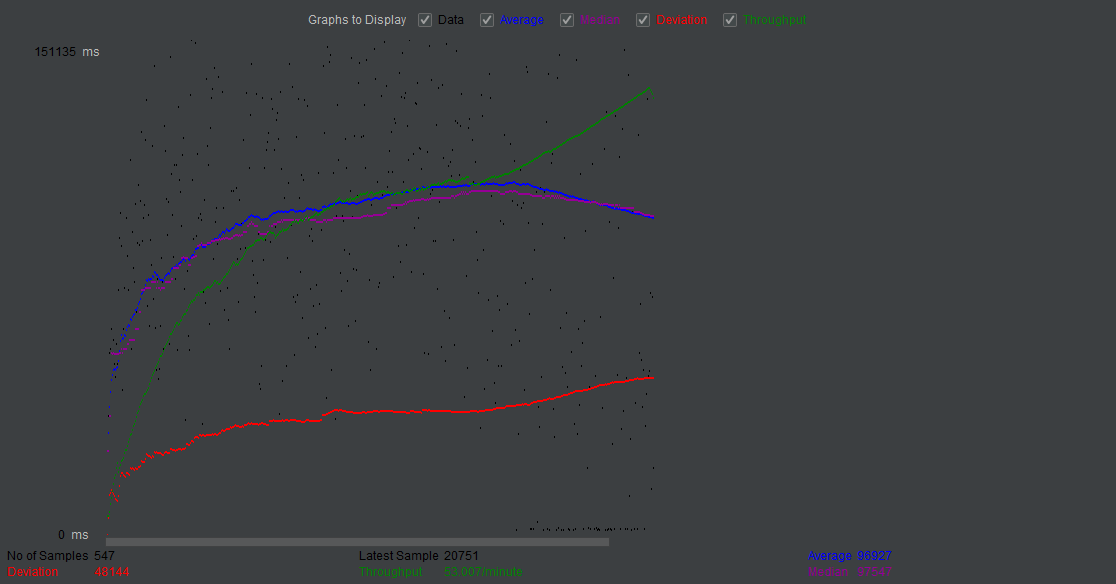 Graphs to Display Data Average Median Deviation Throughput
151135 ms
0 ms
No of Samples 547 Latest Sample 20751 Average 96927
Deviation 48144 Throughput 53.007/minute Median